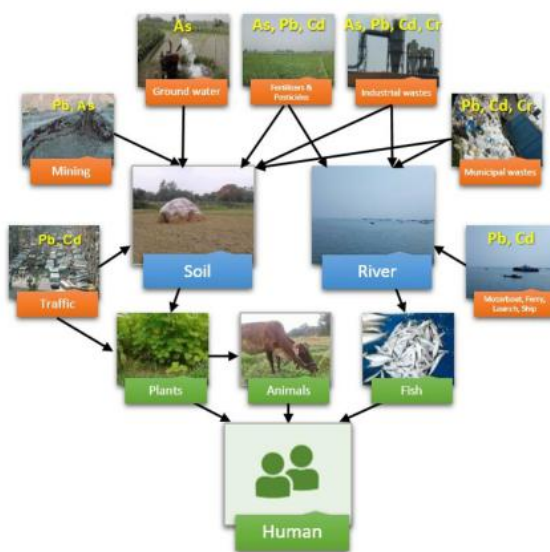 As
As, Pb, Cd
As, Pb, Cd, Cr
Ground water
Fertilizers &
Pesticides
Industrial wastes
Pb, As
Pb, Cd, Cr
Mining
Municipal wastes
Pb, Cd
Pb, Cd
Soil
River
Traffic
Motorboat, Ferry,
Launch, Ship
Plants
Animals
Fish
Human